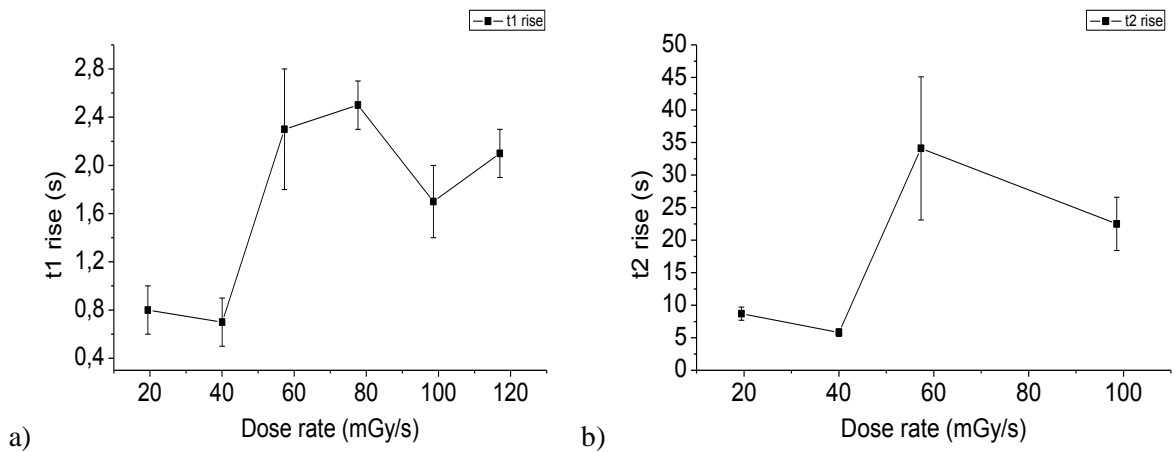 t1 rise
2,8
2,4
2,0
1,6
1,2
0,8
0,4
t1 rise (s)
20 40 60 80 100 120
Dose rate (mGy/s)
a)
t2 rise
50
45
40
35
30
25
20
15
10
5
0
t2 rise (s)
20 40 60 80 100
Dose rate (mGy/s)
b)